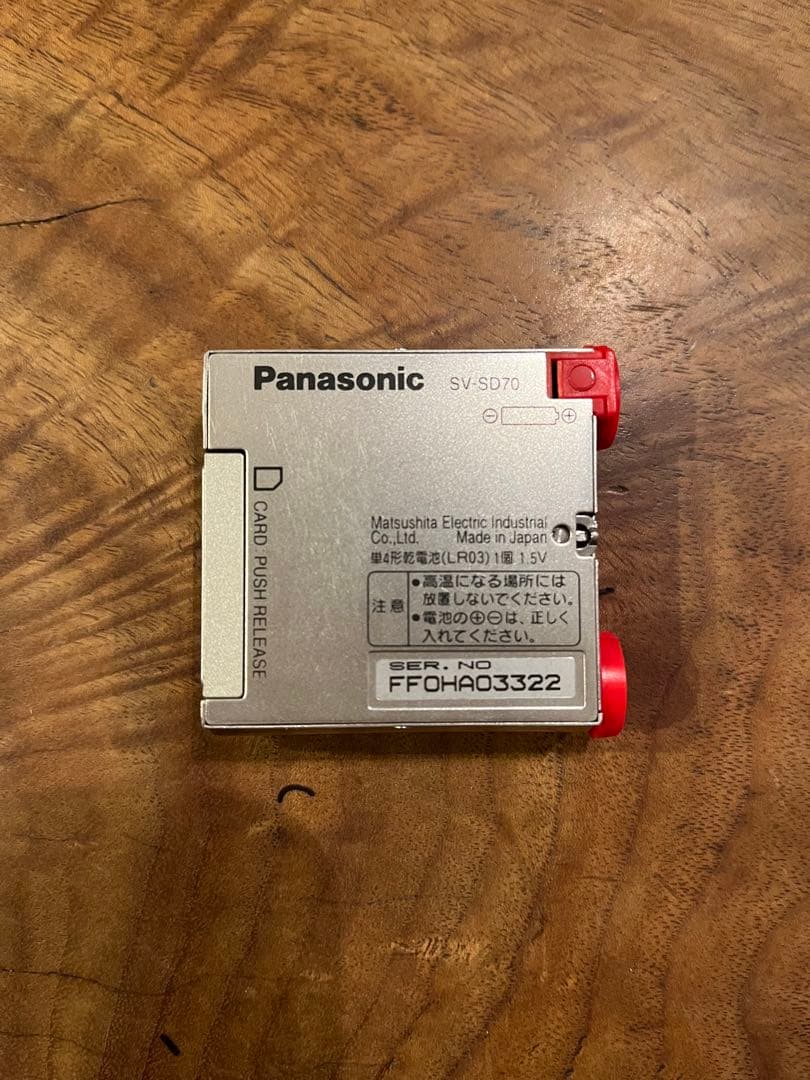 Panasonic SV-SD70
⊖ ⊕
CARD : PUSH RELEASE
Matsushita Electric Industrial
Co.,Ltd. Made in Japan
単4形乾電池(LR03)1個 1.5V
注意
•高温になる場所には
放置しないでください。
•電池の⊕⊖は、正しく
入れてください。
SER. NO
FF0HA03322